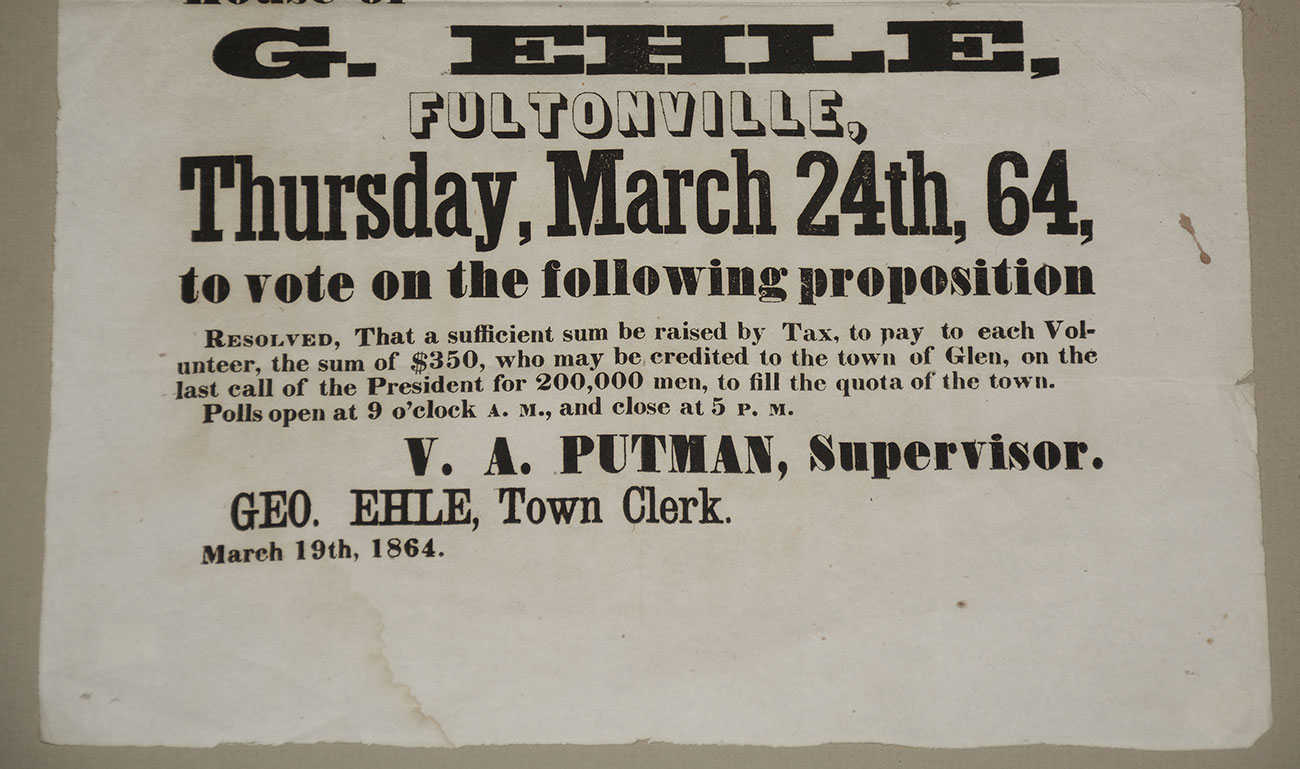 House of
G. EHLE,
FULTONVILLE,
Thursday, March 24th, 64,
to vote on the following proposition
RESOLVED, That a sufficient sum be raised by Tax, to pay to each Vol-
unteer, the sum of $350, who may be credited to the town of Glen, on the
last call of the President for 200,000 men, to fill the quota of the town.
Polls open at 9 o'clock A. M., and close at 5 P. M.
V. A. PUTMAN, Supervisor.
GEO. EHLE, Town Clerk.
March 19th, 1864.